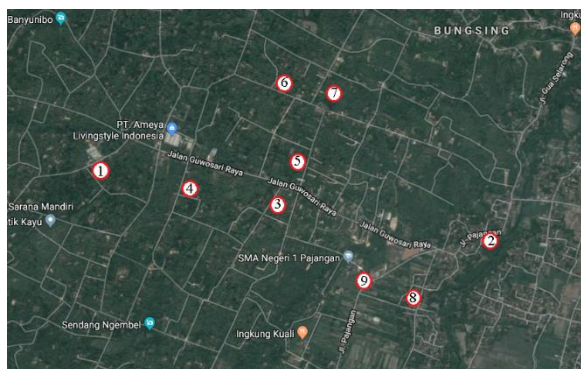 Banyunibo
BUNGSING
Ingku
Jl. Gua Selarong
6
7
PT. Ameya
Livingstyle Indonesia
Jalan Guwosari Raya
5
1
4
Jalan Guwosari Raya
3
Sarana Mandiri
tik Kayu
Jalan Guwosari Raya
Jl. Pajangan
2
SMA Negeri 1 Pajangan
9
8
Sendang Ngembel
Ingkung Kuali
Jl. Pajangan